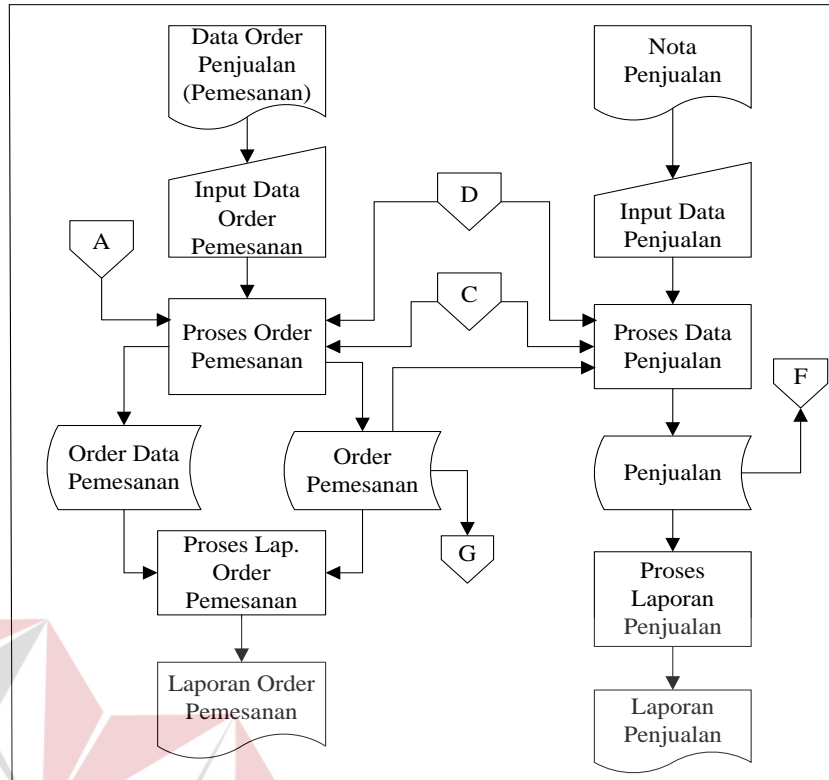 Data Order
Penjualan
(Pemesanan)
Nota
Penjualan
Input Data
Order
Pemesanan
D
Input Data
Penjualan
A
C
Proses Order
Pemesanan
Proses Data
Penjualan
F
Order Data
Pemesanan
Order
Pemesanan
Penjualan
G
Proses Lap.
Order
Pemesanan
Proses
Laporan
Penjualan
Laporan Order
Pemesanan
Laporan
Penjualan